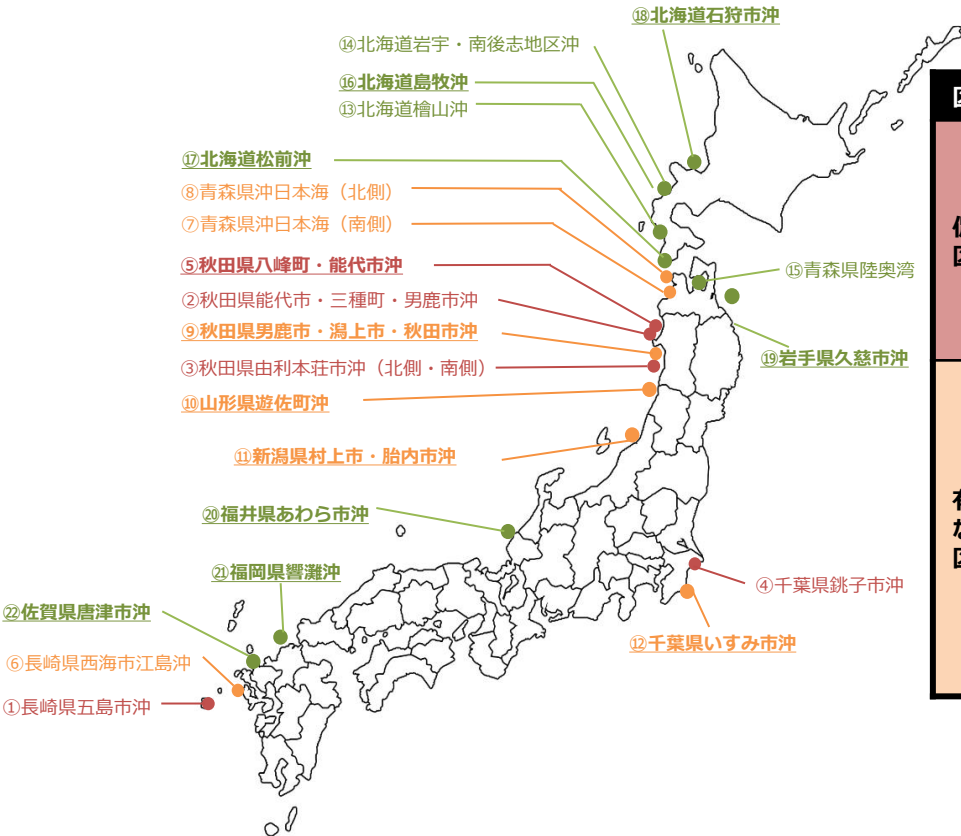 ⑱北海道石狩市沖
⑭北海道岩宇・南後志地区沖
⑯北海道島牧沖
⑬北海道檜山沖
⑰北海道松前沖
⑧青森県沖日本海（北側）
⑦青森県沖日本海（南側）
⑤秋田県八峰町・能代市沖
⑮青森県陸奥湾
②秋田県能代市・三種町・男鹿市沖
⑨秋田県男鹿市・潟上市・秋田市沖
⑲岩手県久慈市沖
③秋田県由利本荘市沖（北側・南側）
⑩山形県遊佐町沖
⑪新潟県村上市・胎内市沖
⑳福井県あわら市沖
㉑福岡県響灘沖
④千葉県銚子市沖
㉒佐賀県唐津市沖
⑫千葉県いすみ市沖
⑥長崎県西海市江島沖
①長崎県五島市沖